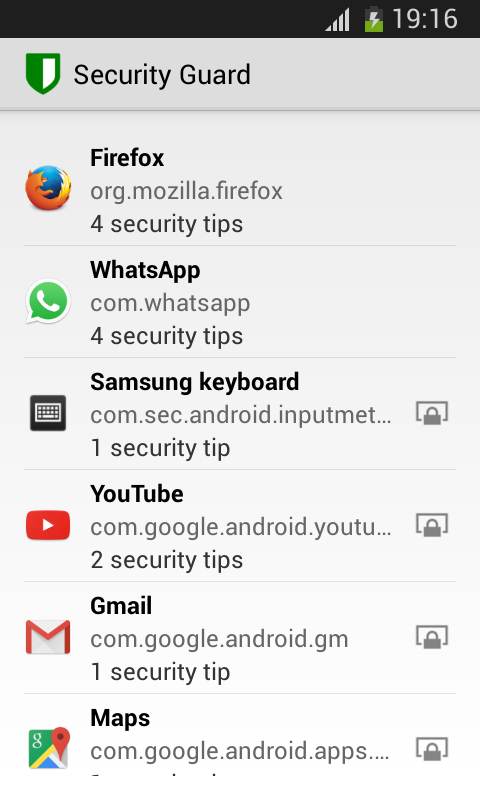 19:16
Security Guard
Firefox
org.mozilla.firefox
4 security tips
WhatsApp
com.whatsapp
4 security tips
Samsung keyboard
com.sec.android.inputmet...
1 security tip
YouTube
com.google.android.youtu...
2 security tips
Gmail
com.google.android.gm
1 security tip
Maps
com.google.android.apps....